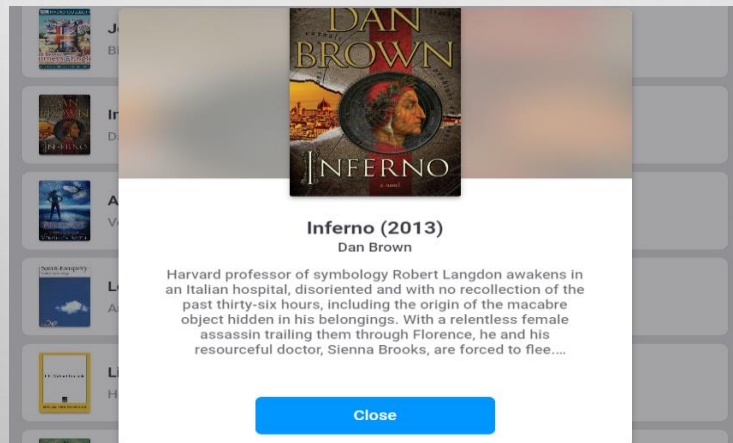 DAN
BROWN
INFERNO
Inferno (2013)
Dan Brown
Harvard professor of symbology Robert Langdon awakens in
an Italian hospital, disoriented and with no recollection of the
past thirty-six hours, including the origin of the macabre
object hidden in his belongings. With a relentless female
assassin trailing them through Florence, he and his
resourceful doctor, Sienna Brooks, are forced to flee....
Close